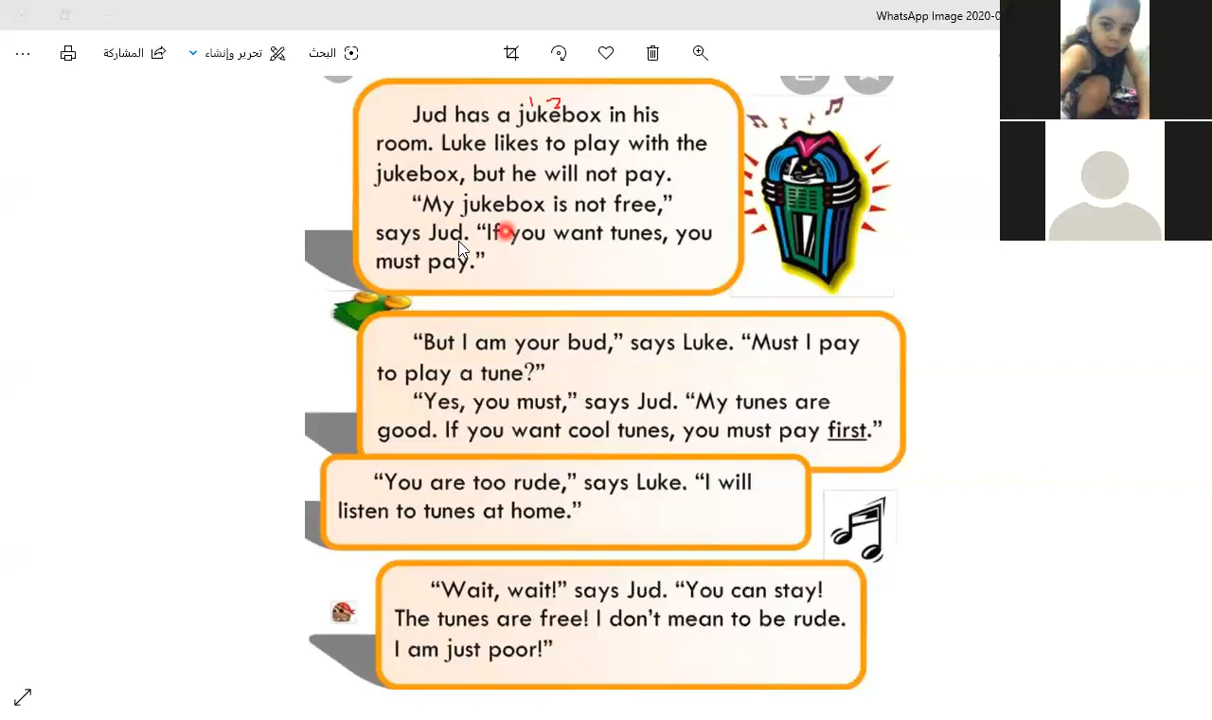 WhatsApp Image 2020-0
المشاركة
تحرير وإنشاء
البحث
1 2
Jud has a jukebox in his
room. Luke likes to play with the
jukebox, but he will not pay.
“My jukebox is not free,”
says Jud. “If you want tunes, you
must pay.”
“But I am your bud,” says Luke. “Must I pay
to play a tune?”
“Yes, you must,” says Jud. “My tunes are
good. If you want cool tunes, you must pay first.”
“You are too rude,” says Luke. “I will
listen to tunes at home.”
“Wait, wait!” says Jud. “You can stay!
The tunes are free! I don’t mean to be rude.
I am just poor!”